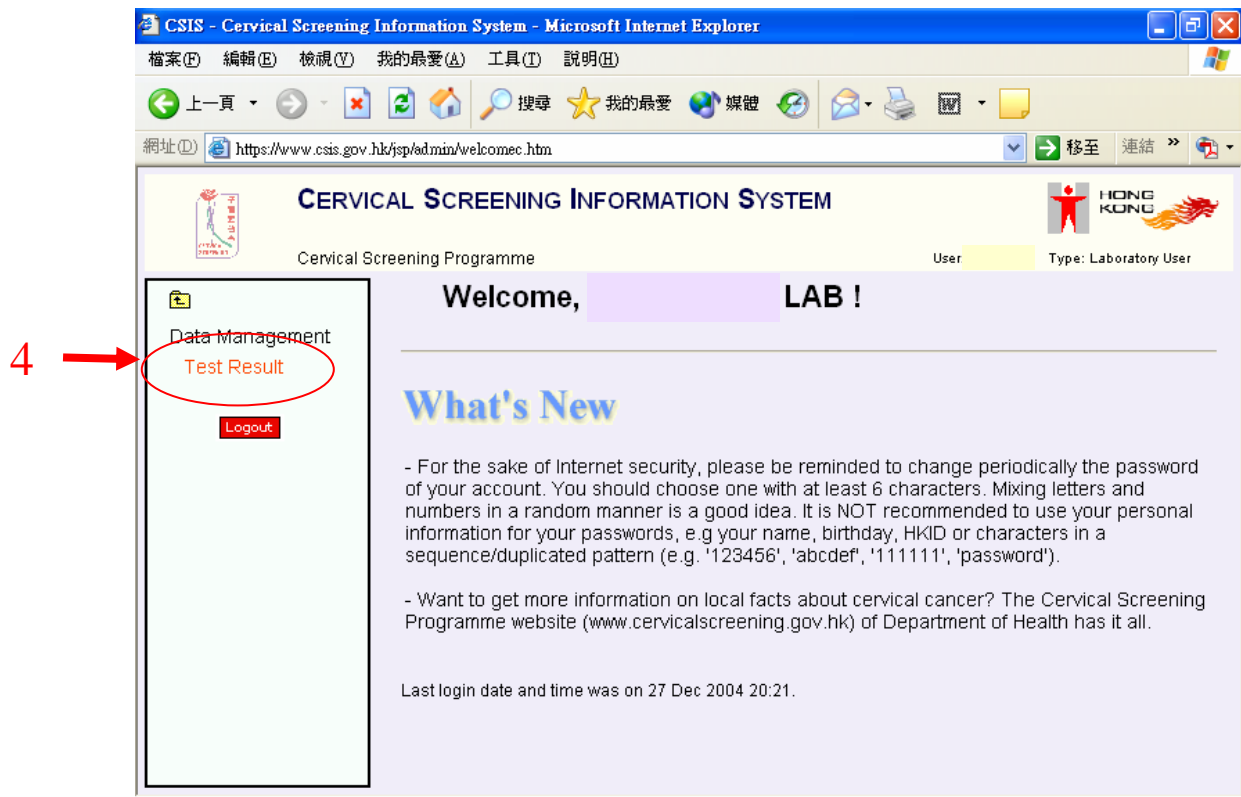 CSIS - Cervical Screening Information System - Microsoft Internet Explorer
檔案(F) 編輯(E) 檢視(V) 我的最愛(A) 工具(T) 說明(H)
上一頁 搜尋 我的最愛 媒體
網址(D) https://www.csis.gov.hk/jsp/admin/welcomec.htm 移至 連結 »
CERVICAL SCREENING INFORMATION SYSTEM
HONG
KONG
Cervical Screening Programme
User
Type: Laboratory User
Welcome, LAB !
Data Management
4
Test Result
Logout
What's New
- For the sake of Internet security, please be reminded to change periodically the password
of your account. You should choose one with at least 6 characters. Mixing letters and
numbers in a random manner is a good idea. It is NOT recommended to use your personal
information for your passwords, e.g your name, birthday, HKID or characters in a
sequence/duplicated pattern (e.g. '123456', 'abcdef', '111111', 'password').
- Want to get more information on local facts about cervical cancer? The Cervical Screening
Programme website (www.cervicalscreening.gov.hk) of Department of Health has it all.
Last login date and time was on 27 Dec 2004 20:21.